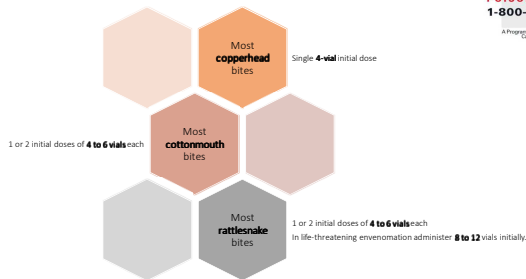 1-800-
A Program
Most
copperhead
bites
Single 4-vial initial dose
1 or 2 initial doses of 4 to 6 vials each
Most
cottonmouth
bites
Most
rattlesnake
bites
1 or 2 initial doses of 4 to 6 vials each
In life-threatening envenomation administer 8 to 12 vials initially.